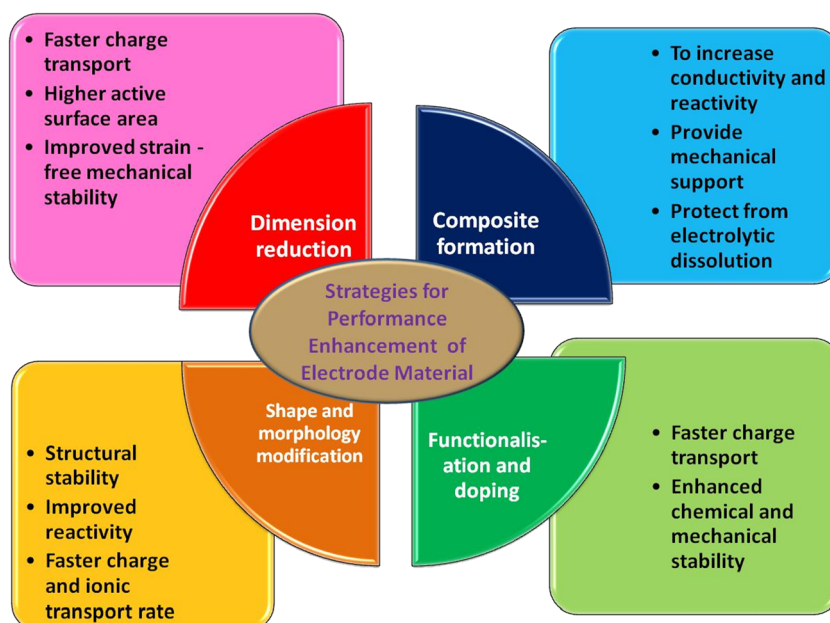 • Faster charge
transport
• Higher active
surface area
• Improved strain -
free mechanical
stability
Dimension
reduction
• To increase
conductivity and
reactivity
• Provide
mechanical
support
• Protect from
electrolytic
dissolution
Composite
formation
Strategies for
Performance
Enhancement of
Electrode Material
• Structural
stability
• Improved
reactivity
• Faster charge
and ionic
transport rate
Shape and
morphology
modification
Functionalis-
ation and
doping
• Faster charge
transport
• Enhanced
chemical and
mechanical
stability